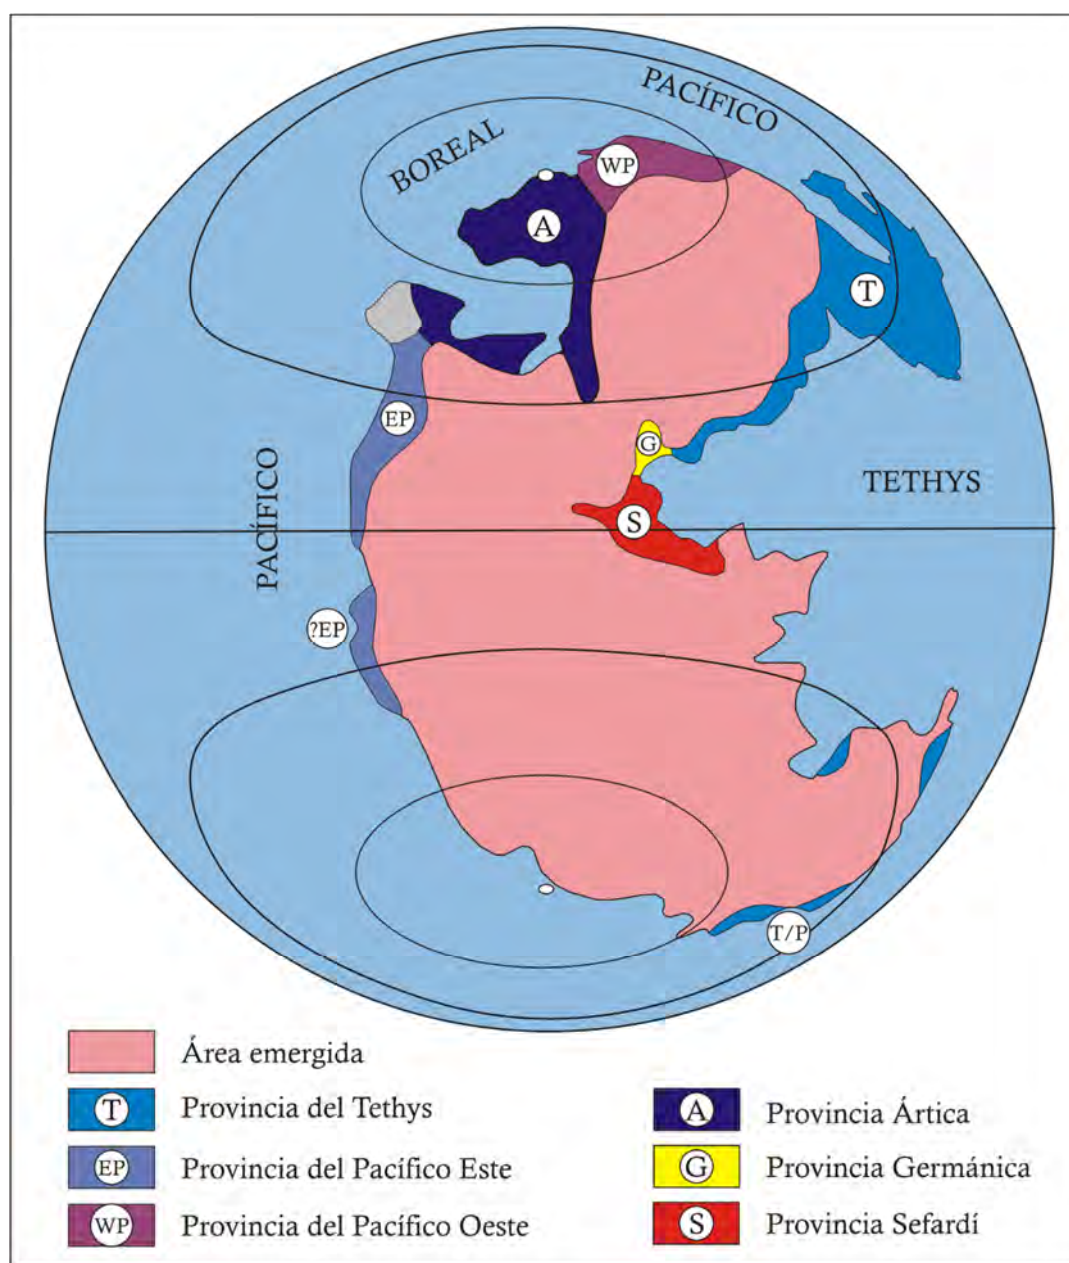 PACÍFICO
BOREAL
WP
A
T
EP
G
TETHYS
S
PACÍFICO
?EP
T/P
Área emergida
T Provincia del Tethys
A Provincia Ártica
EP Provincia del Pacífico Este
G Provincia Germánica
WP Provincia del Pacífico Oeste
S Provincia Sefardí